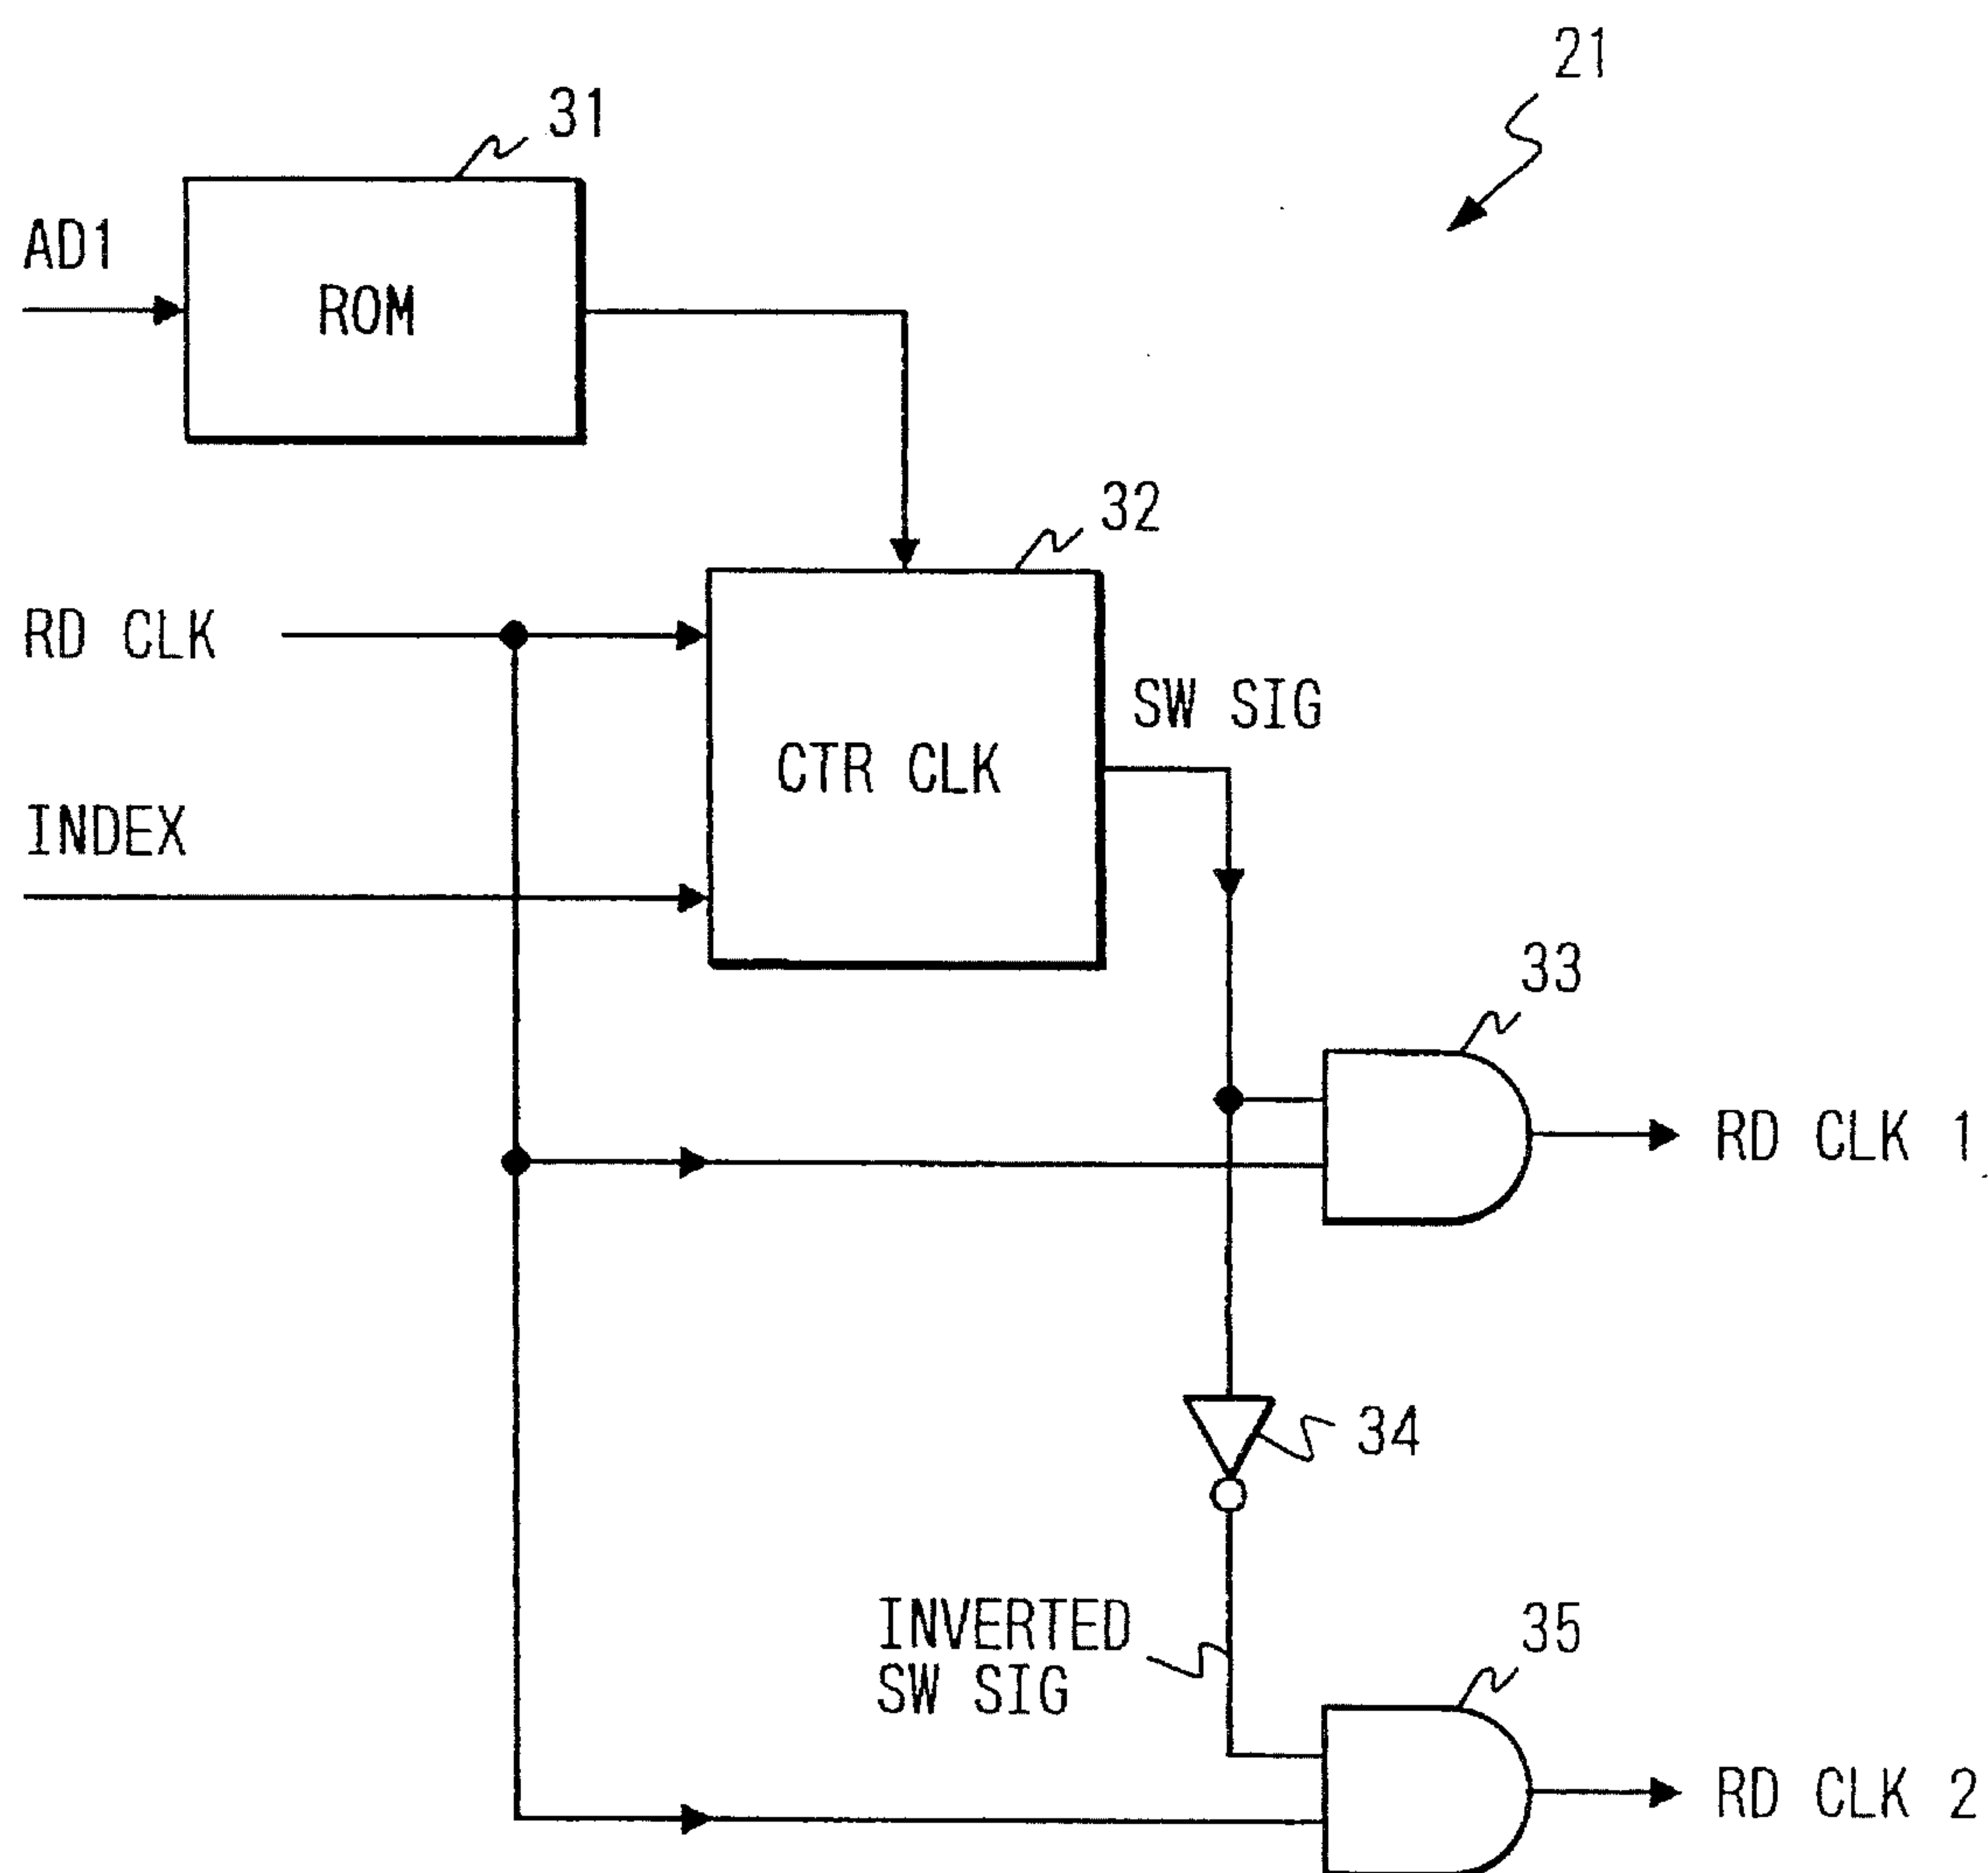 21
31
AD1
ROM
32
RD CLK
SW SIG
CTR CLK
INDEX
33
RD CLK 1
34
INVERTED
SW SIG
35
RD CLK 2